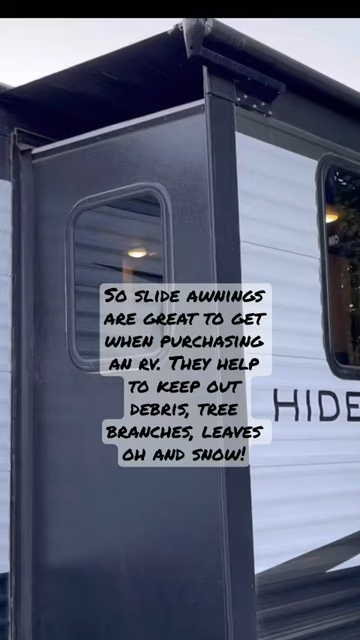 So slide awnings
are great to get
when purchasing
an rv. They help
to keep out
debris, tree
branches, leaves
oh and snow!
HIDE